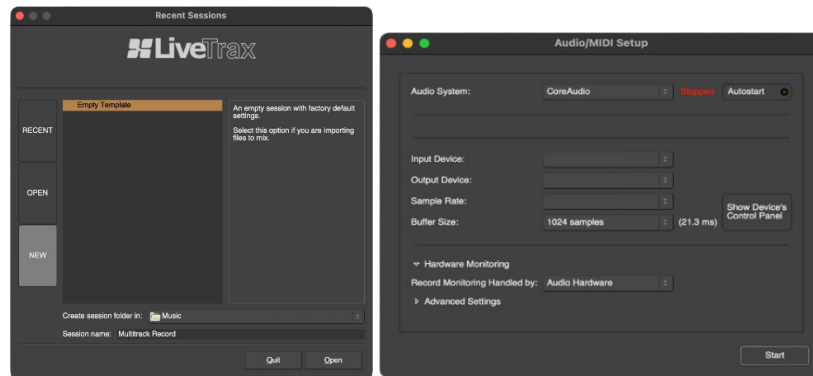 Recent Sessions
LiveTrax
RECENT
OPEN
NEW
Empty Template
An empty session with factory default
settings.
Select this option if you are importing
files to mix.
Create session folder in: Music
Session name: Multitrack Record
Quit
Open
Audio/MIDI Setup
Audio System: CoreAudio Stopped Autostart
Input Device:
Output Device:
Sample Rate:
Buffer Size: 1024 samples (21.3 ms)
Show Device's
Control Panel
Hardware Monitoring
Record Monitoring Handled by: Audio Hardware
Advanced Settings
Start